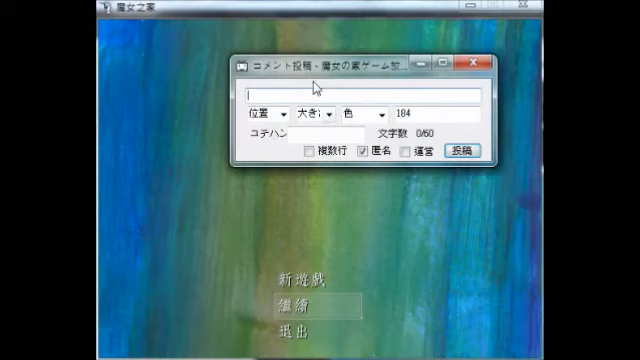 魔女之家
コメント投稿 - 魔女の家ゲーム放...
位置 大きさ 色 184
コテハン 文字数 0/60
複数行 匿名 運営 投稿
新遊戲
繼續
退出